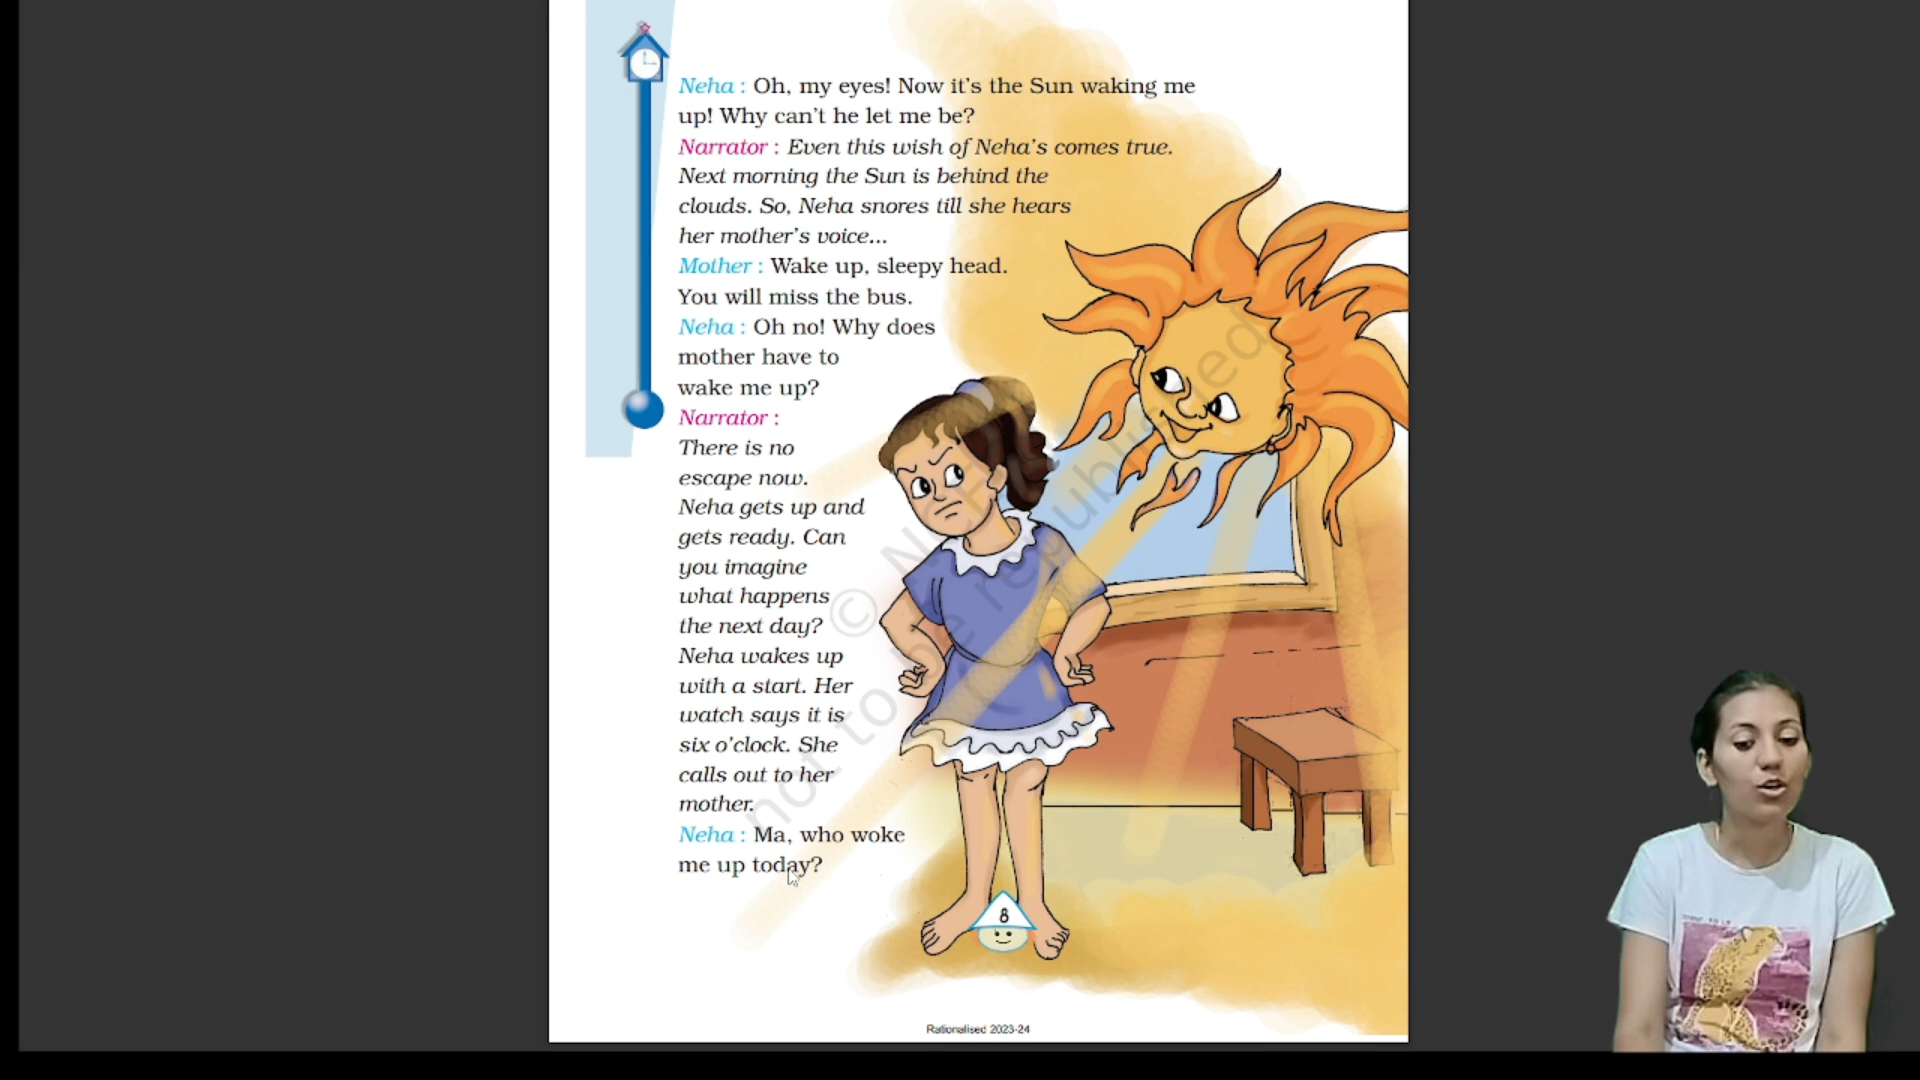 Neha : Oh, my eyes! Now it's the Sun waking me
up! Why can't he let me be?
Narrator : Even this wish of Neha's comes true.
Next morning the Sun is behind the
clouds. So, Neha snores till she hears
her mother's voice...
Mother : Wake up, sleepy head.
You will miss the bus.
Neha : Oh no! Why does
mother have to
wake me up?
Narrator :
There is no
escape now.
Neha gets up and
gets ready. Can
you imagine
what happens
the next day?
Neha wakes up
with a start. Her
watch says it is
six o'clock. She
calls out to her
mother.
Neha : Ma, who woke
me up today?
not to be republished
8
Rationalised 2023-24